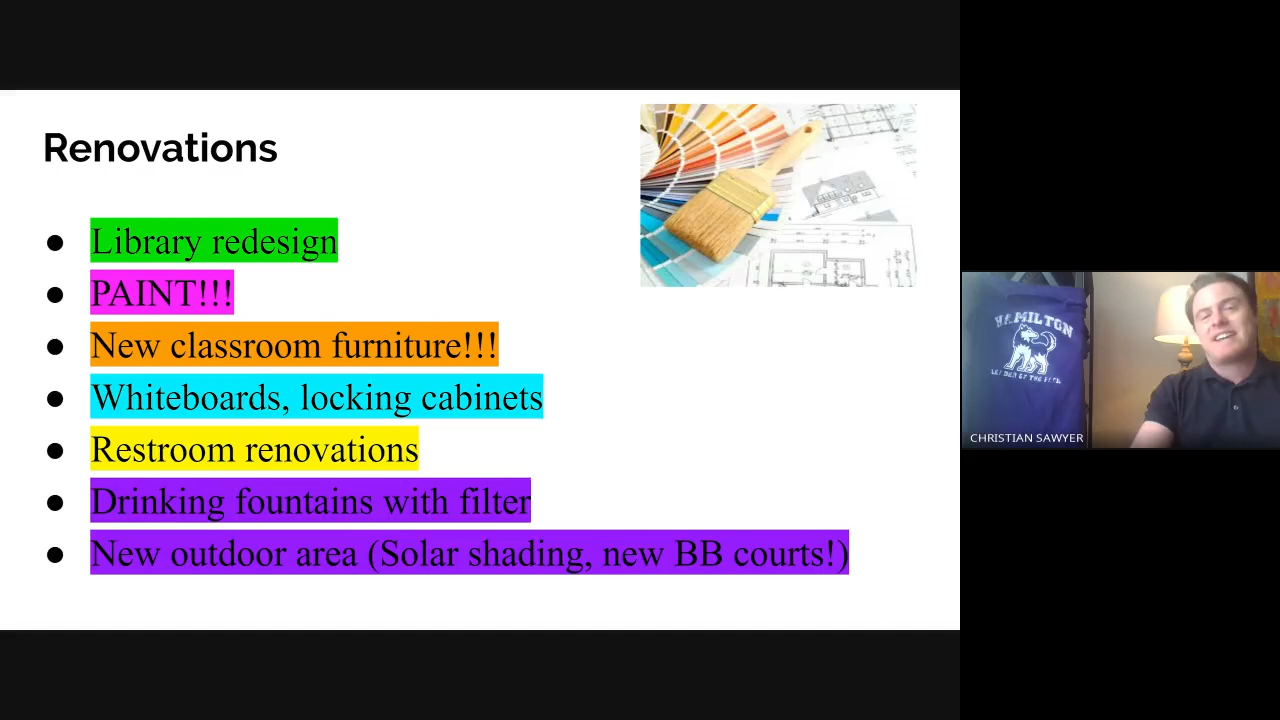 Renovations
Library redesign
PAINT!!!
New classroom furniture!!!
Whiteboards, locking cabinets
Restroom renovations
Drinking fountains with filter
New outdoor area (Solar shading, new BB courts!)
HAMILTON
CHRISTIAN SAWYER